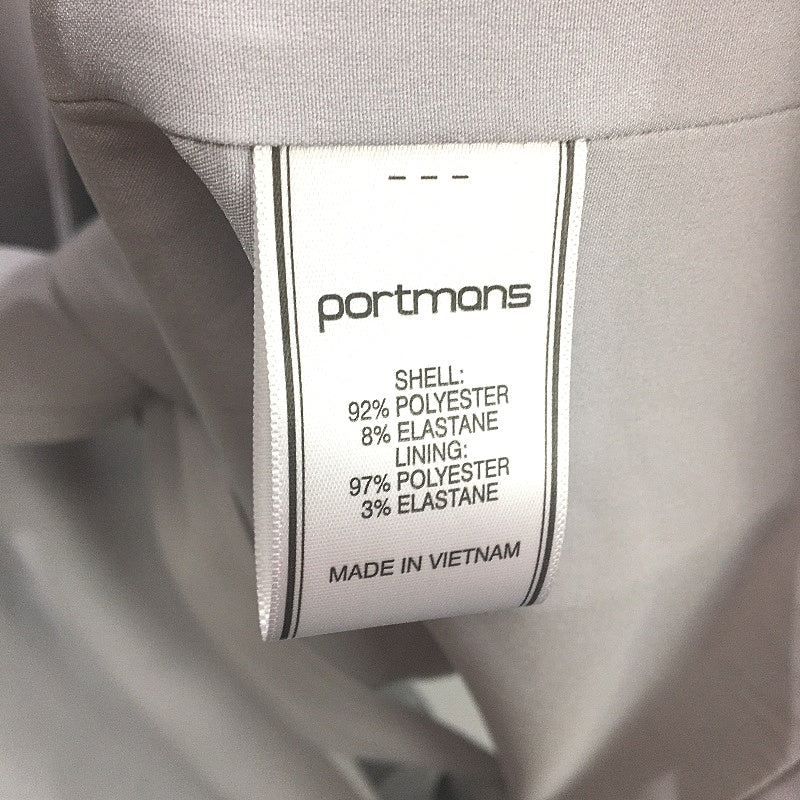 portmans
SHELL:
92% POLYESTER
8% ELASTANE
LINING:
97% POLYESTER
3% ELASTANE
MADE IN VIETNAM